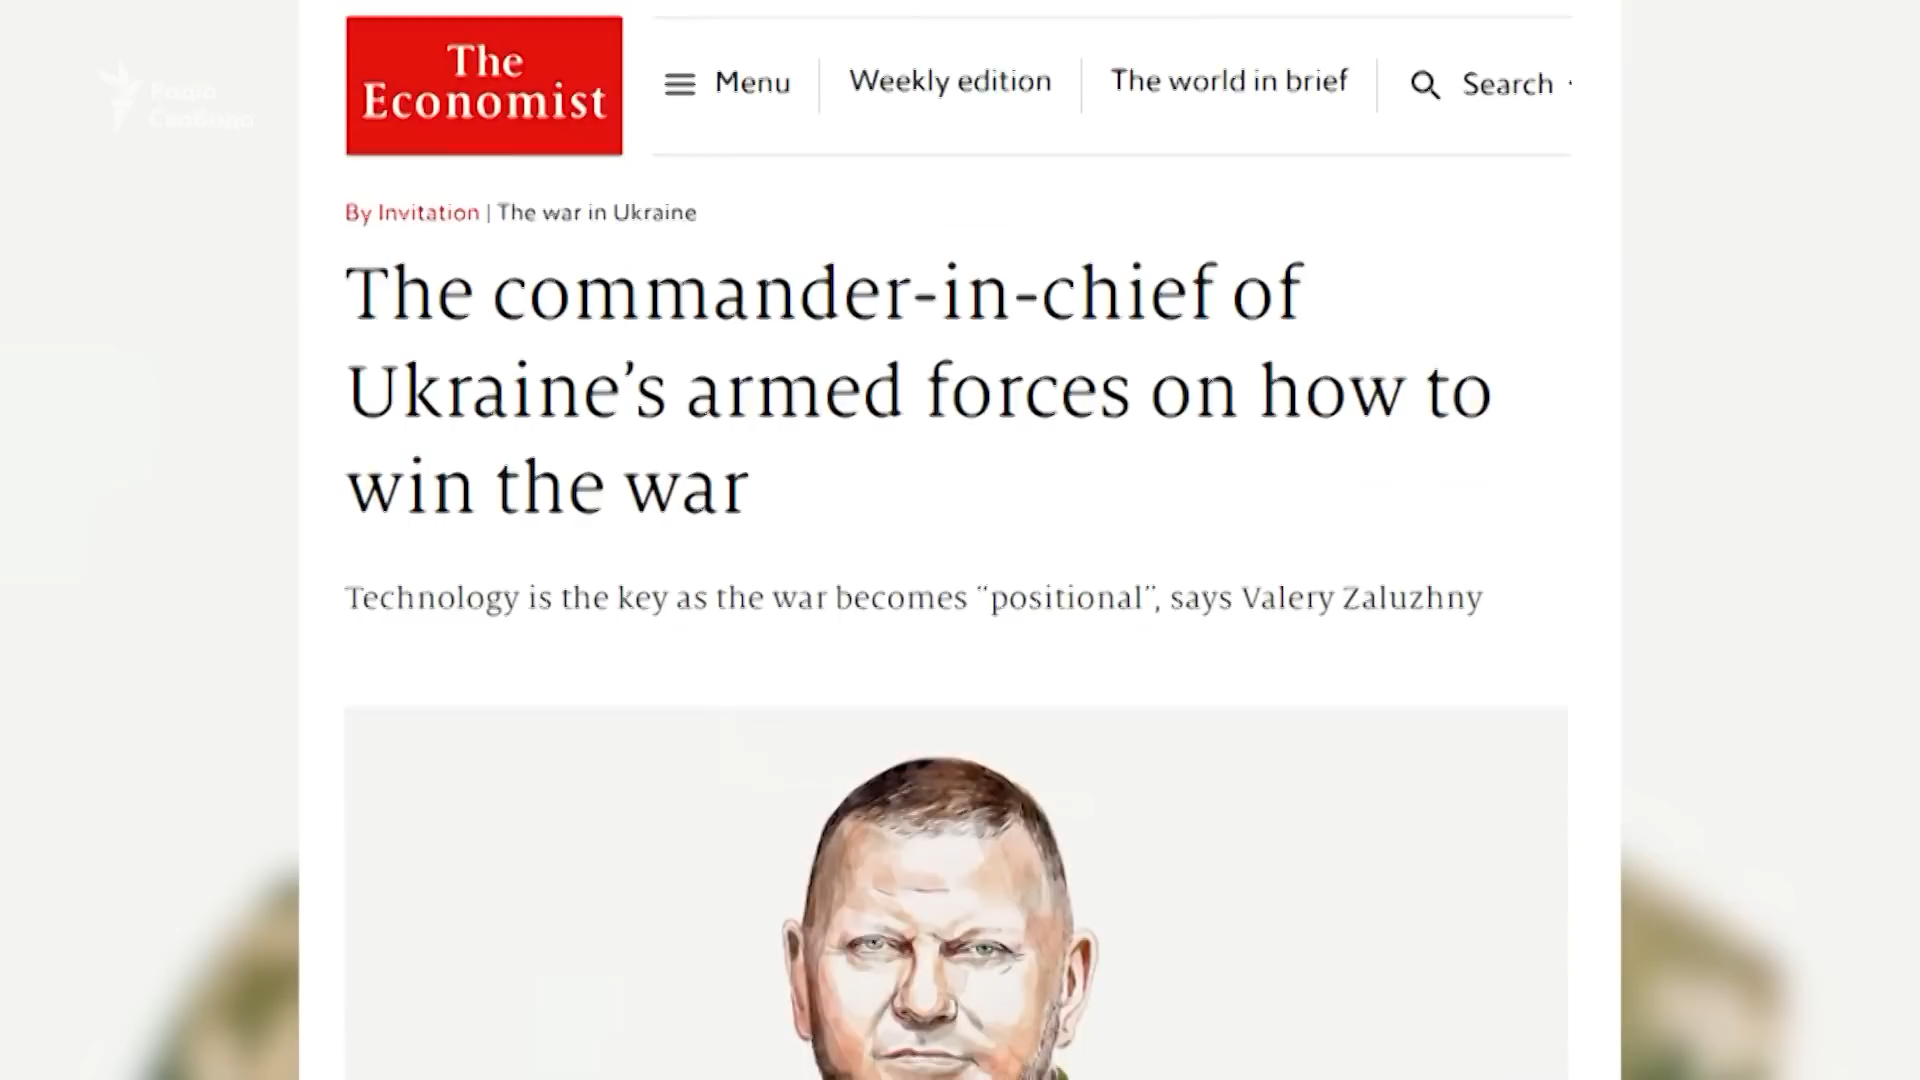 Радіо
Свобода
The
Economist
Menu
Weekly edition
The world in brief
Search
By Invitation | The war in Ukraine
The commander-in-chief of
Ukraine’s armed forces on how to
win the war
Technology is the key as the war becomes “positional”, says Valery Zaluzhny